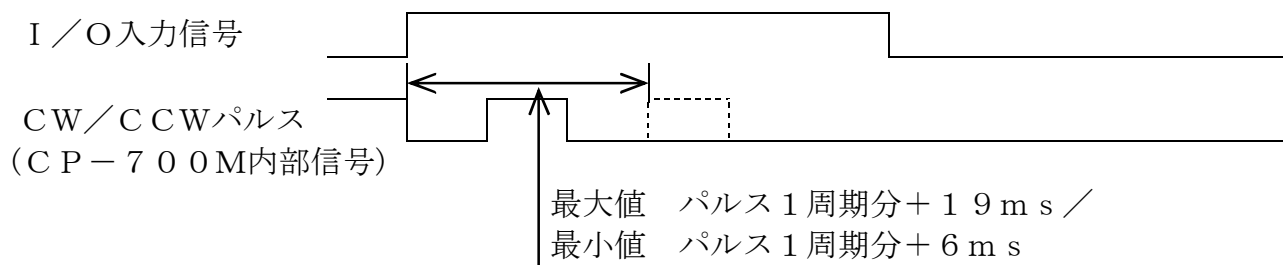 Ｉ／Ｏ入力信号
ＣＷ／ＣＣＷパルス
（ＣＰ－７００Ｍ内部信号）
最大値　パルス１周期分＋１９ｍｓ／
最小値　パルス１周期分＋６ｍｓ